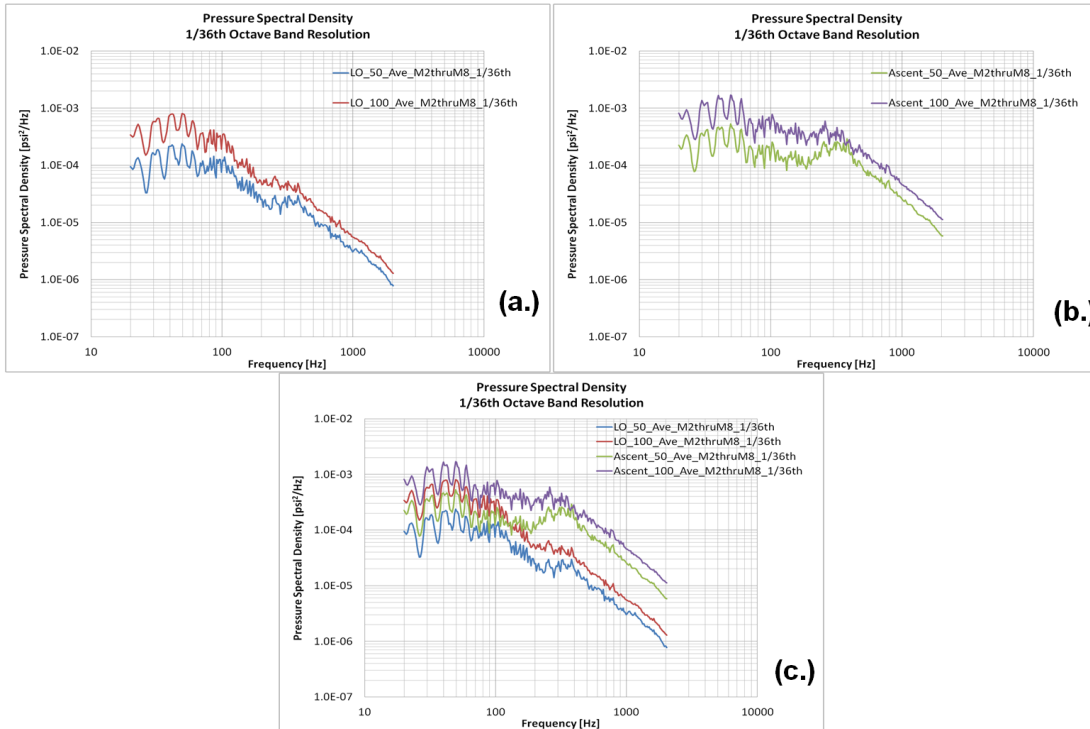 Pressure Spectral Density
1/36th Octave Band Resolution
1.0E-02
1.0E-03
1.0E-04
1.0E-05
1.0E-06
1.0E-07
Pressure Spectral Density [psi²/Hz]
LO_50_Ave_M2thruM8_1/36th
LO_100_Ave_M2thruM8_1/36th
10
100
1000
10000
Frequency [Hz]
(a.)
Pressure Spectral Density
1/36th Octave Band Resolution
1.0E-02
1.0E-03
1.0E-04
1.0E-05
1.0E-06
1.0E-07
Pressure Spectral Density [psi²/Hz]
Ascent_50_Ave_M2thruM8_1/36th
Ascent_100_Ave_M2thruM8_1/36th
10
100
1000
10000
Frequency [Hz]
(b.)
Pressure Spectral Density
1/36th Octave Band Resolution
1.0E-02
1.0E-03
1.0E-04
1.0E-05
1.0E-06
1.0E-07
Pressure Spectral Density [psi²/Hz]
LO_50_Ave_M2thruM8_1/36th
LO_100_Ave_M2thruM8_1/36th
Ascent_50_Ave_M2thruM8_1/36th
Ascent_100_Ave_M2thruM8_1/36th
10
100
1000
10000
Frequency [Hz]
(c.)